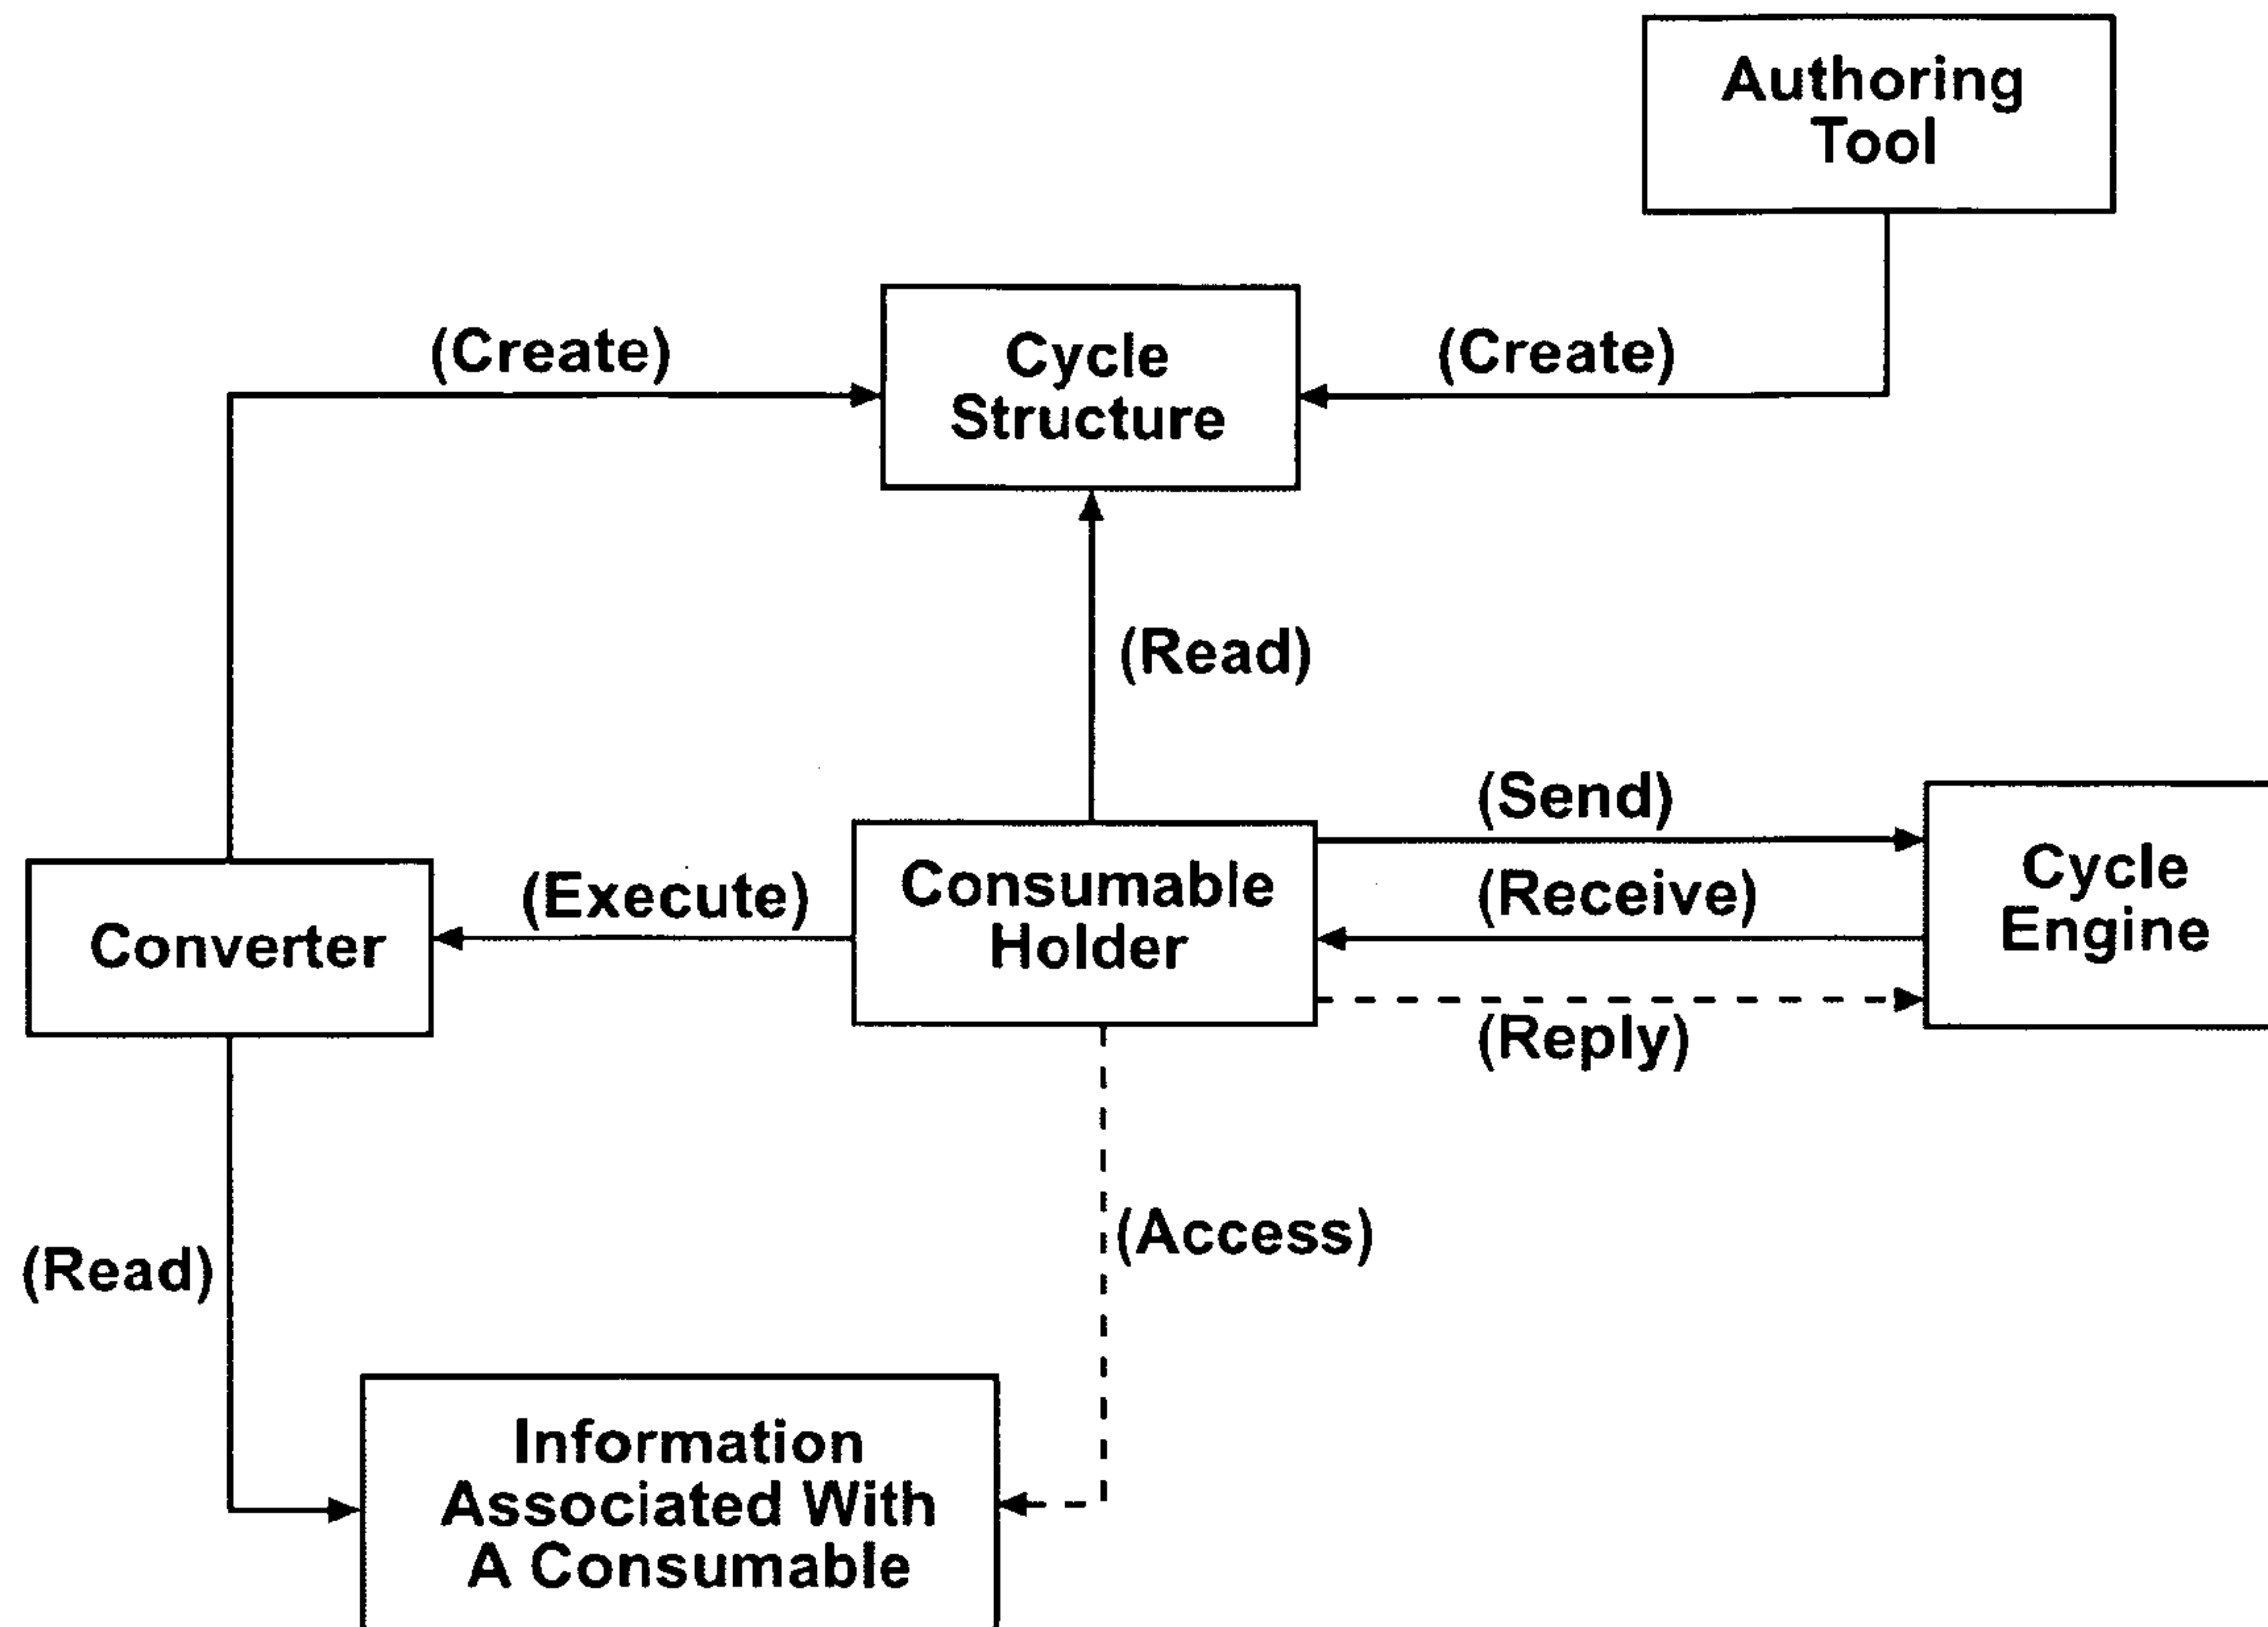 Authoring
Tool
(Create)
Cycle
Structure
(Create)
(Read)
(Send)
(Receive)
(Reply)
Cycle
Engine
Consumable
Holder
(Execute)
Converter
(Access)
(Read)
Information
Associated With
A Consumable